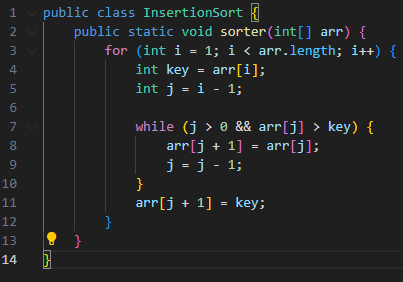 1 public class InsertionSort {
2     public static void sorter(int[] arr) {
3         for (int i = 1; i < arr.length; i++) {
4             int key = arr[i];
5             int j = i - 1;
6
7             while (j > 0 && arr[j] > key) {
8                 arr[j + 1] = arr[j];
9                 j = j - 1;
10             }
11             arr[j + 1] = key;
12         }
13     }
14 }